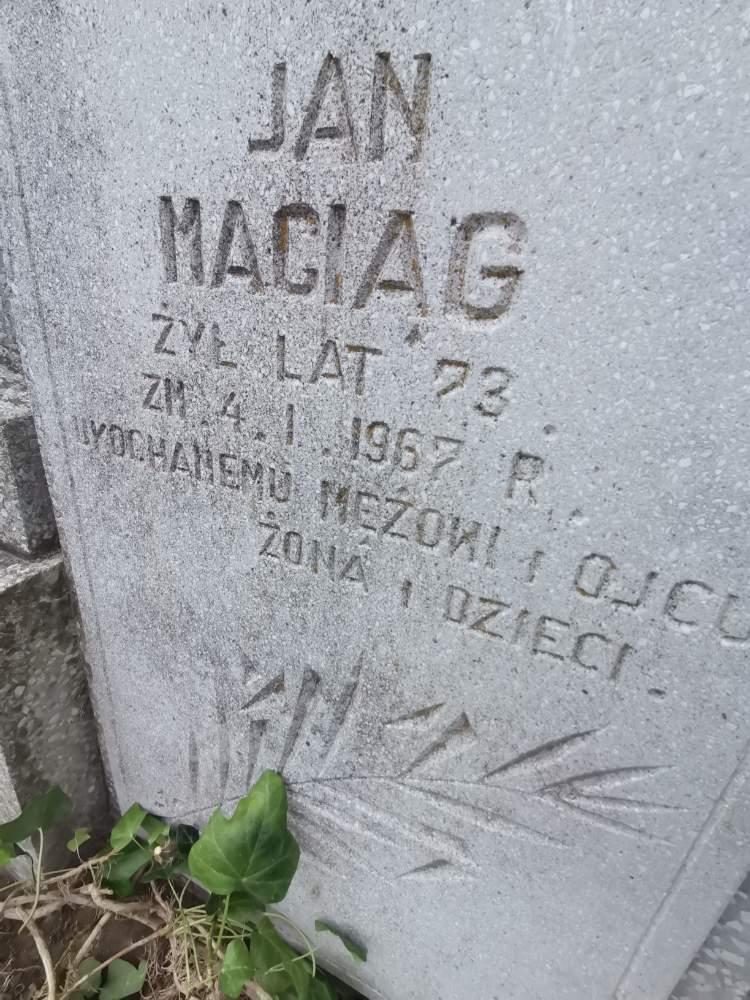 JAN
MACIĄG
ŻYŁ LAT 73
ZM. 4. I. 1967 R.
UKOCHANEMU MĘŻOWI I OJCU
ŻONA I DZIECI.